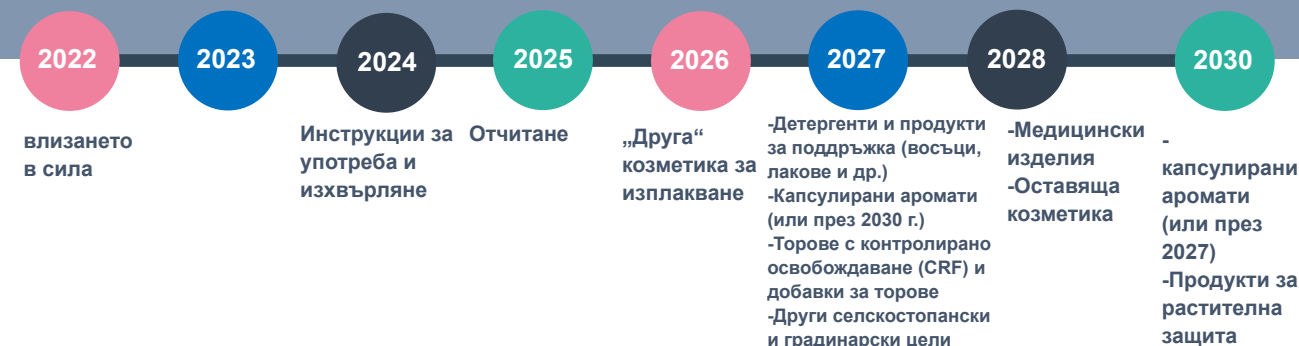 2022
2023
2024
2025
2026
2027
2028
2030
влизането
в сила
Инструкции за
употреба и
изхвърляне
Отчитане
„Друга“
козметика за
изплакване
-Детергенти и продукти
за поддръжка (восъци,
лакове и др.)
-Капсулирани аромати
(или през 2030 г.)
-Торове с контролирано
освобождаване (CRF) и
добавки за торове
-Други селскостопански
и градинарски цели
-Медицински
изделия
-Оставяща
козметика
-
капсулирани
аромати
(или през
2027)
-Продукти за
растителна
защита